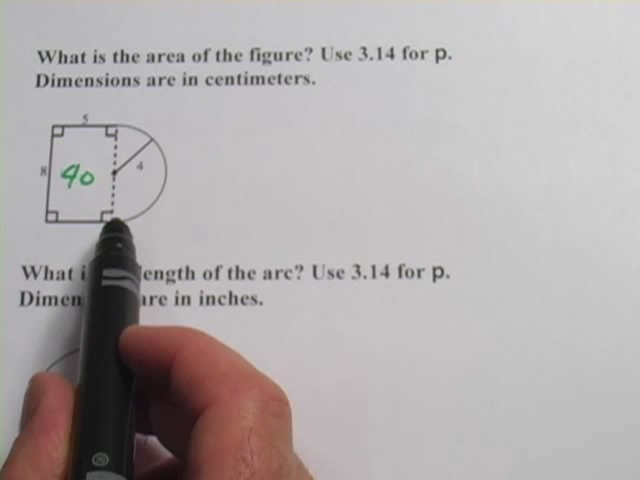 What is the area of the figure? Use 3.14 for p.
Dimensions are in centimeters.
5
8
40
4
What i ength of the arc? Use 3.14 for p.
Dimen are in inches.